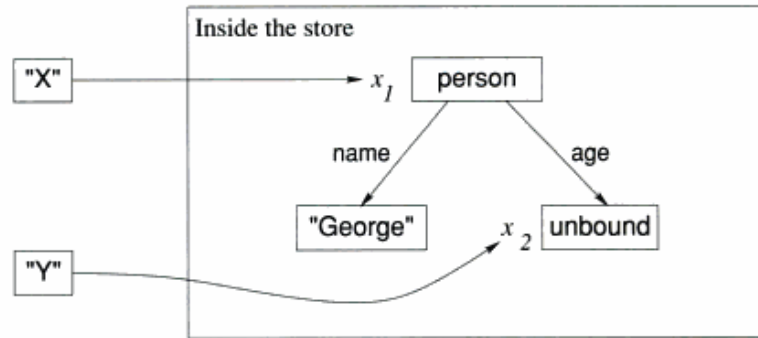 Inside the store
"X"
x1
person
name
age
"George"
x2
unbound
"Y"